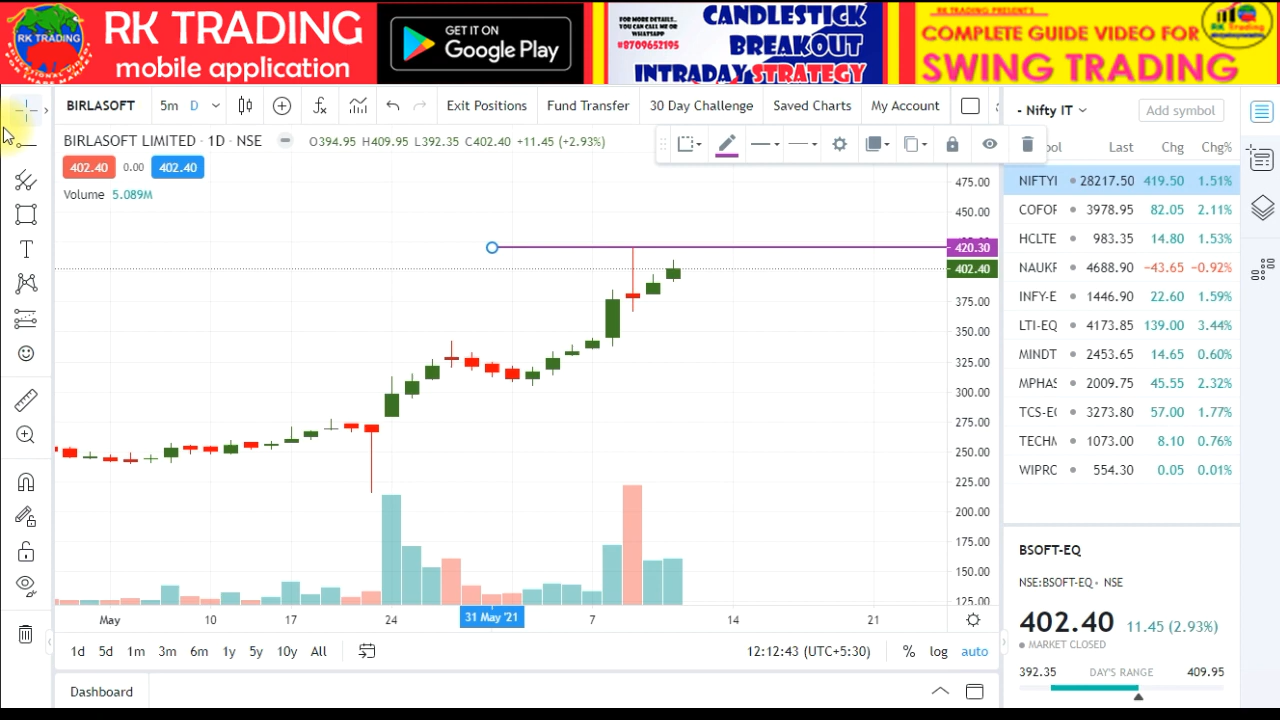 RK TRADING
RK TRADING
mobile application
GET IT ON
Google Play
FOR MORE DETAILS..
YOU CAN CALL ME OR
WHATSAPP
#8709652195
CANDLESTICK
BREAKOUT
INTRADAY STRATEGY
RK TRADING PRESENT'S
COMPLETE GUIDE VIDEO FOR
SWING TRADING
BIRLASOFT 5m D Exit Positions Fund Transfer 30 Day Challenge Saved Charts My Account
- Nifty IT Add symbol
BIRLASOFT LIMITED · 1D · NSE O394.95 H409.95 L392.35 C402.40 +11.45 (+2.93%)
402.40 0.00 402.40
Volume 5.089M
475.00
450.00
420.30
402.40
375.00
350.00
325.00
300.00
275.00
250.00
225.00
200.00
175.00
150.00
125.00
May 10 17 24 31 May '21 7 14 21
1d 5d 1m 3m 6m 1y 5y 10y All 12:12:43 (UTC+5:30) % log auto
Dashboard
ol Last Chg Chg%
NIFTYI 28217.50 419.50 1.51%
COFOF 3978.95 82.05 2.11%
HCLTE 983.35 14.80 1.53%
NAUKR 4688.90 -43.65 -0.92%
INFY-E 1446.90 22.60 1.59%
LTI-EQ 4173.85 139.00 3.44%
MINDT 2453.65 14.65 0.60%
MPHAS 2009.75 45.55 2.32%
TCS-EC 3273.80 57.00 1.77%
TECHM 1073.00 8.10 0.76%
WIPRO 554.30 0.05 0.01%
BSOFT-EQ
NSE:BSOFT-EQ • NSE
402.40 11.45 (2.93%)
MARKET CLOSED
392.35 DAY'S RANGE 409.95